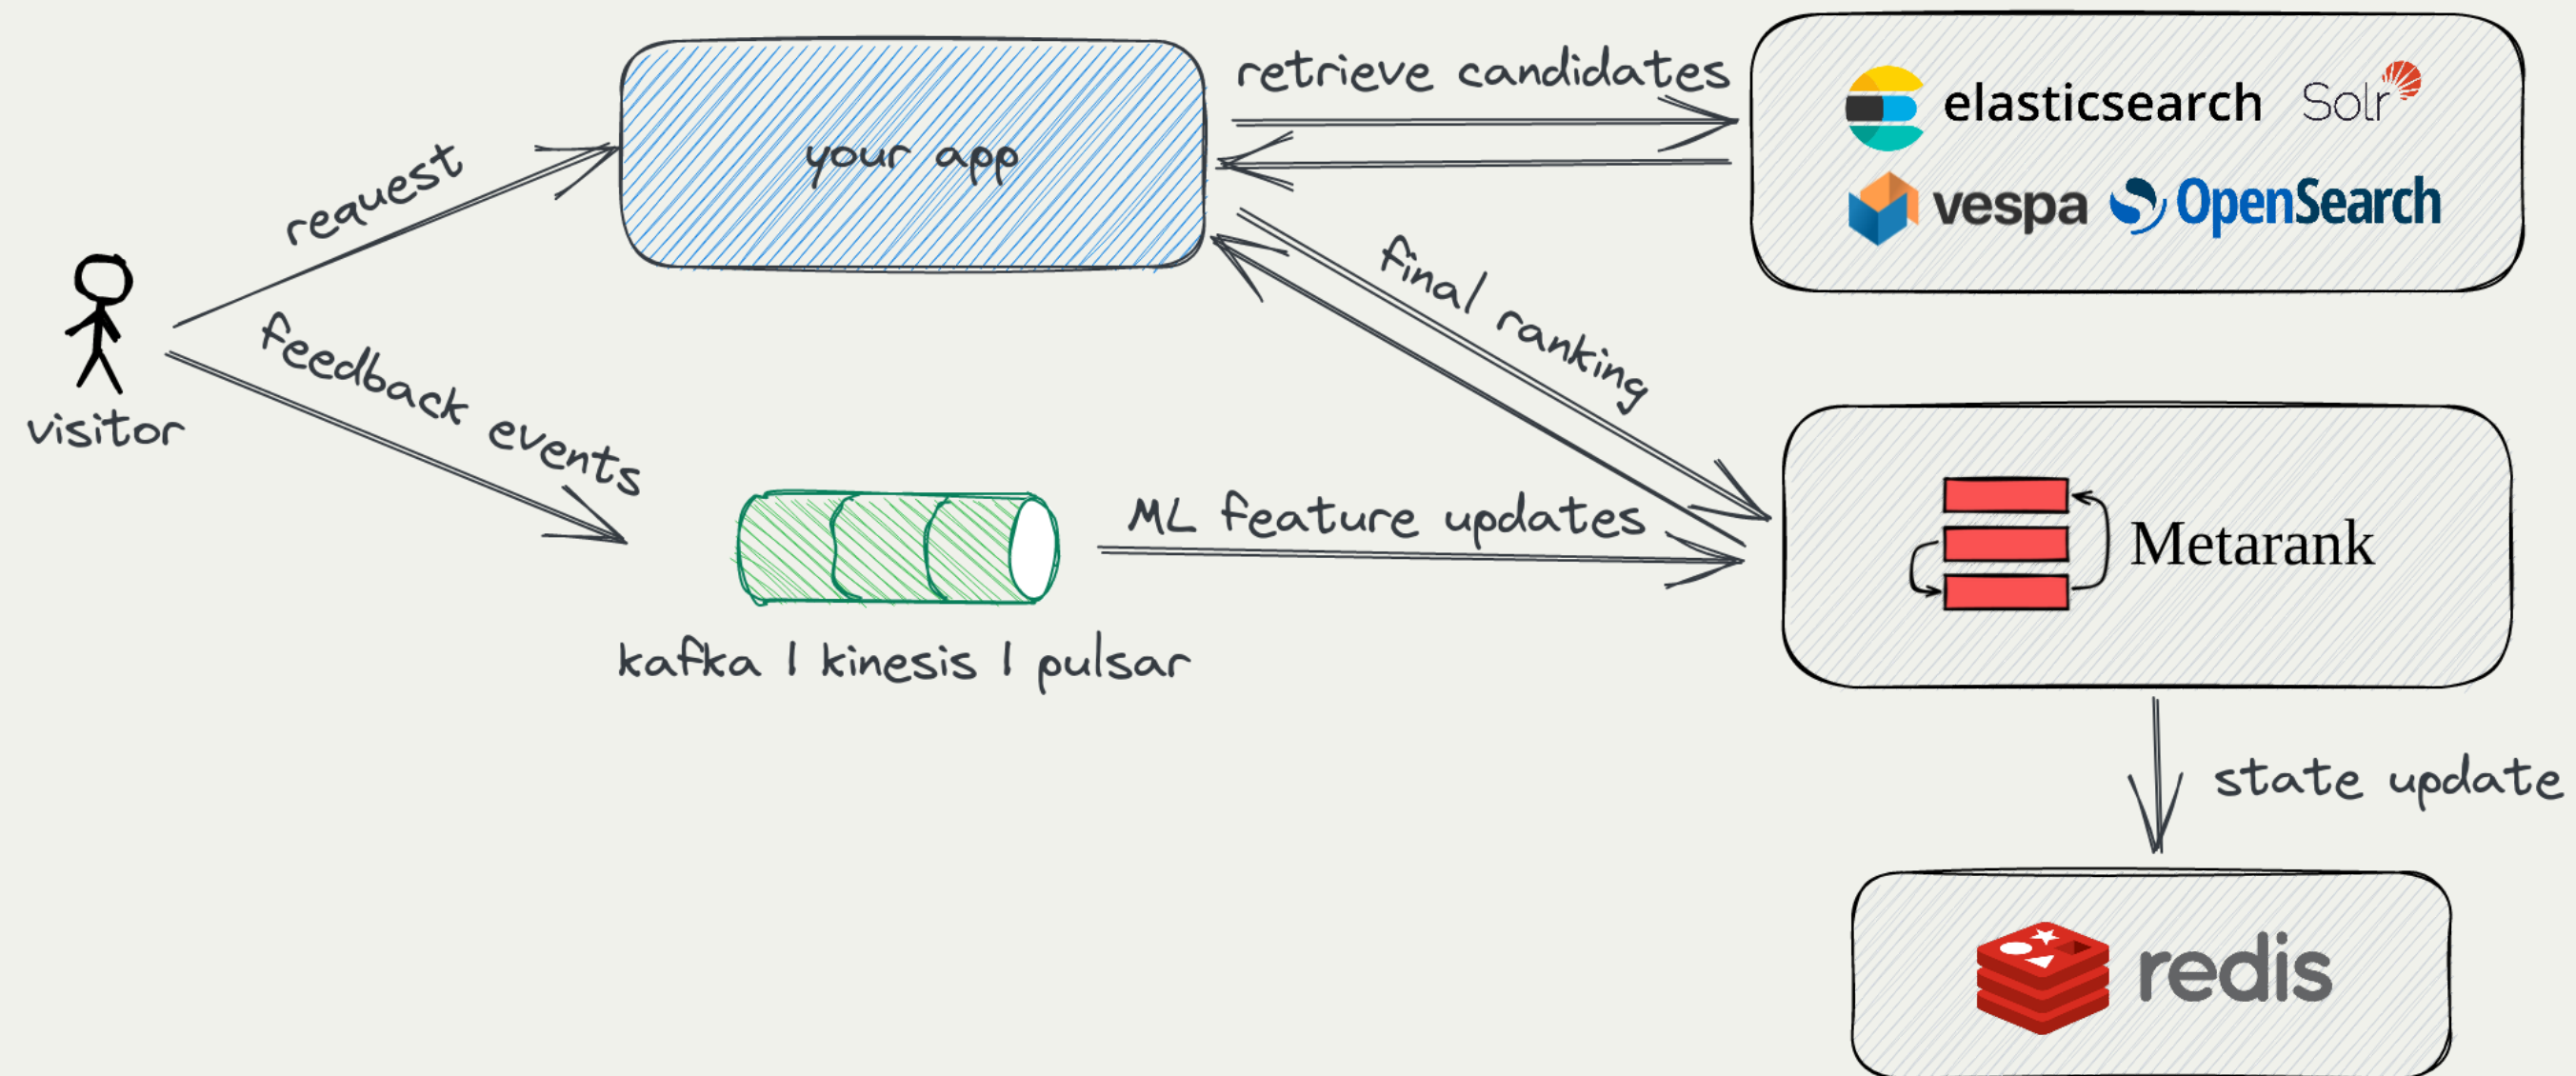 retrieve candidates
elasticsearch Solr
your app
request
vespa OpenSearch
final ranking
feedback events
visitor
ML feature updates
Metarank
kafka | kinesis | pulsar
state update
redis